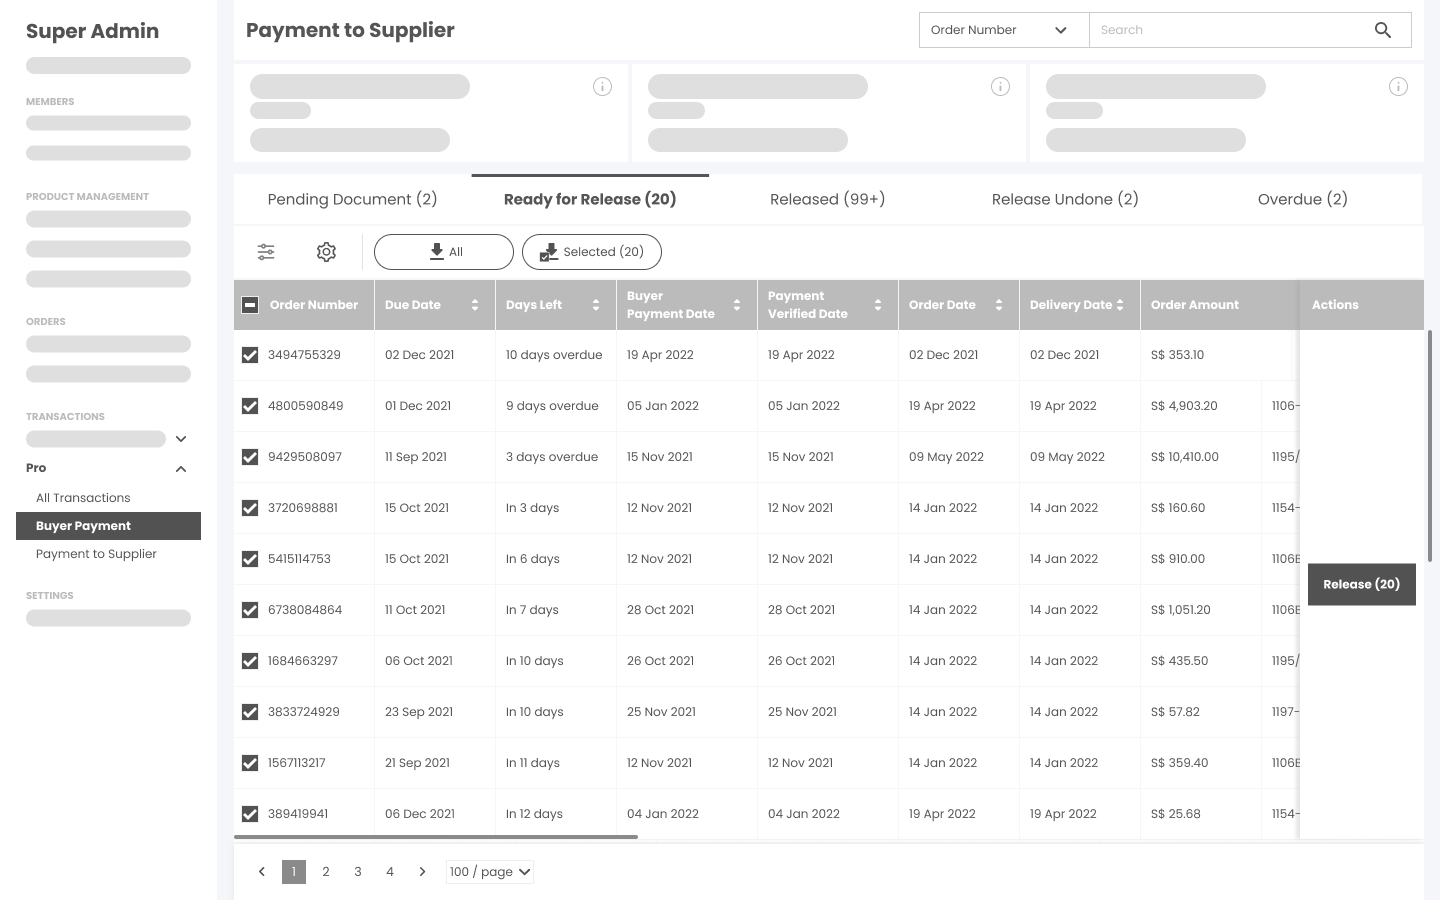 Super Admin
MEMBERS
PRODUCT MANAGEMENT
ORDERS
TRANSACTIONS
Pro
All Transactions
Buyer Payment
Payment to Supplier
SETTINGS
Payment to Supplier
Order Number
Search
Pending Document (2)
Ready for Release (20)
Released (99+)
Release Undone (2)
Overdue (2)
All
Selected (20)
Order Number Due Date Days Left Buyer Payment Date Payment Verified Date Order Date Delivery Date Order Amount Actions
3494755329 02 Dec 2021 10 days overdue 19 Apr 2022 19 Apr 2022 02 Dec 2021 02 Dec 2021 S$ 353.10
4800590849 01 Dec 2021 9 days overdue 05 Jan 2022 05 Jan 2022 19 Apr 2022 19 Apr 2022 S$ 4,903.20 1106-
9429508097 11 Sep 2021 3 days overdue 15 Nov 2021 15 Nov 2021 09 May 2022 09 May 2022 S$ 10,410.00 1195/
3720698881 15 Oct 2021 In 3 days 12 Nov 2021 12 Nov 2021 14 Jan 2022 14 Jan 2022 S$ 160.60 1154-
5415114753 15 Oct 2021 In 6 days 12 Nov 2021 12 Nov 2021 14 Jan 2022 14 Jan 2022 S$ 910.00 1106E
Release (20)
6738084864 11 Oct 2021 In 7 days 28 Oct 2021 28 Oct 2021 14 Jan 2022 14 Jan 2022 S$ 1,051.20 1106E
1684663297 06 Oct 2021 In 10 days 26 Oct 2021 26 Oct 2021 14 Jan 2022 14 Jan 2022 S$ 435.50 1195/
3833724929 23 Sep 2021 In 10 days 25 Nov 2021 25 Nov 2021 14 Jan 2022 14 Jan 2022 S$ 57.82 1197-
1567113217 21 Sep 2021 In 11 days 12 Nov 2021 12 Nov 2021 14 Jan 2022 14 Jan 2022 S$ 359.40 1106E
389419941 06 Dec 2021 In 12 days 04 Jan 2022 04 Jan 2022 19 Apr 2022 19 Apr 2022 S$ 25.68 1154-
1 2 3 4 100 / page